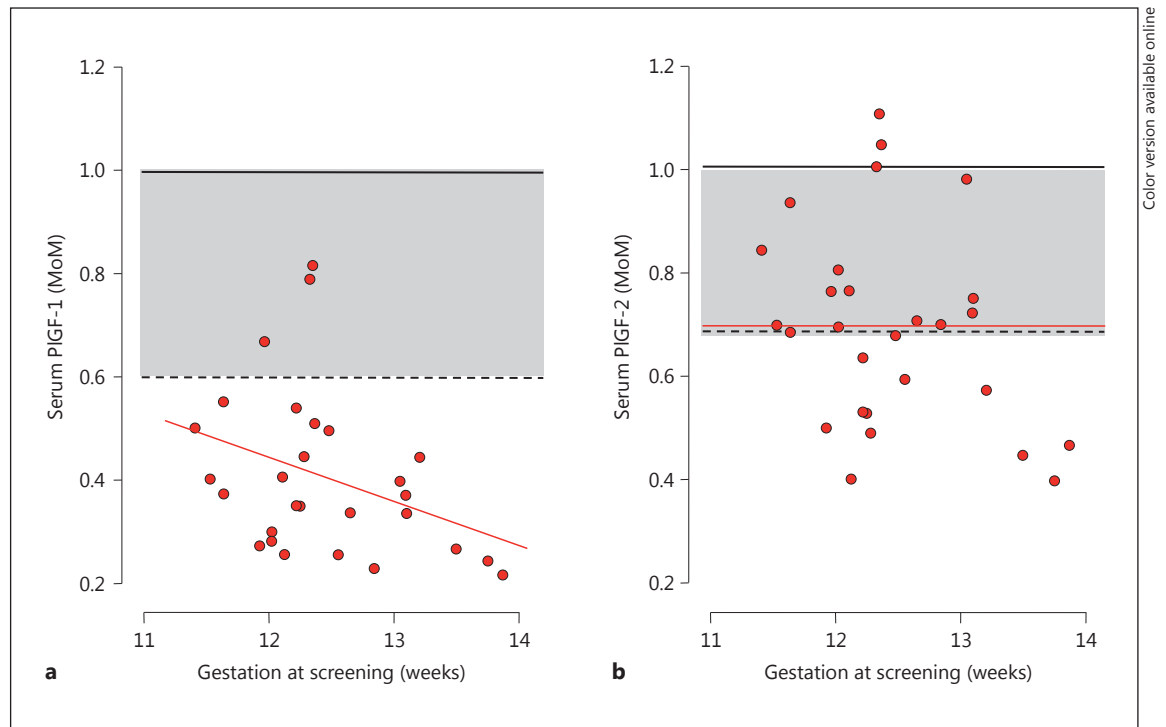 Color version available online
1.2
1.0
0.8
0.6
0.4
0.2
Serum PlGF-1 (MoM)
11
12
13
14
Gestation at screening (weeks)
a
1.2
1.0
0.8
0.6
0.4
0.2
Serum PlGF-2 (MoM)
11
12
13
14
Gestation at screening (weeks)
b